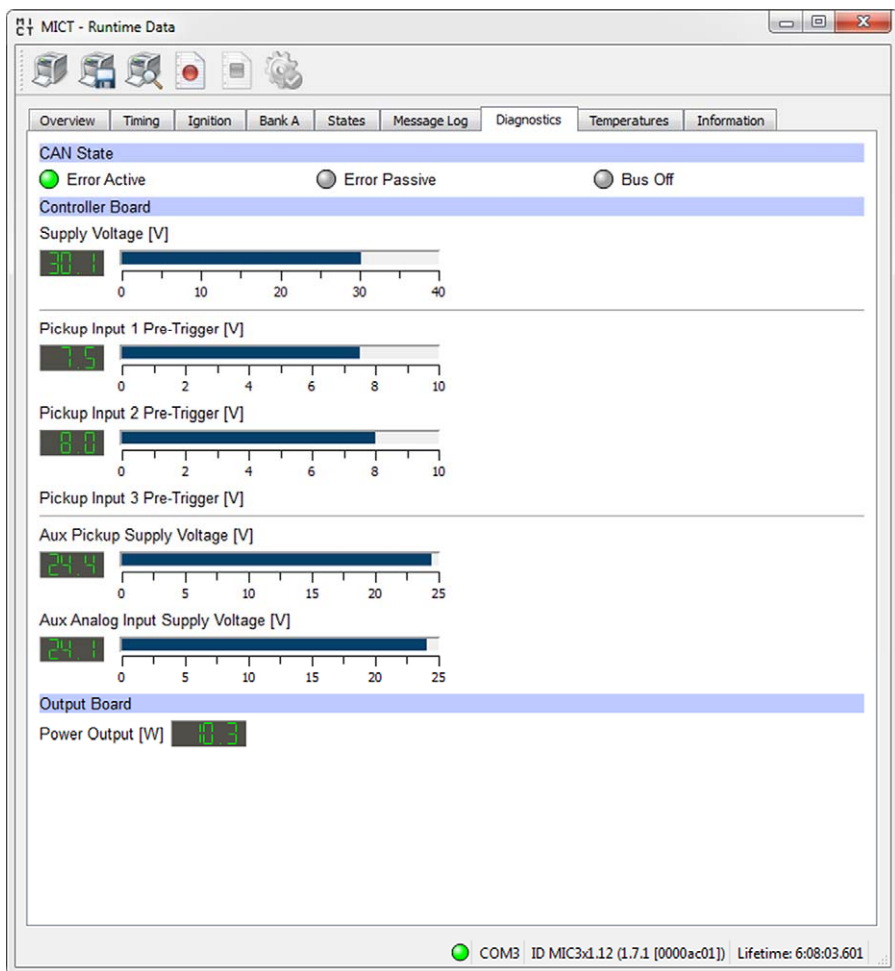 MICT MICT - Runtime Data
Overview Timing Ignition Bank A States Message Log Diagnostics Temperatures Information
CAN State
Error Active Error Passive Bus Off
Controller Board
Supply Voltage [V]
30.1
0 10 20 30 40
Pickup Input 1 Pre-Trigger [V]
7.5
0 2 4 6 8 10
Pickup Input 2 Pre-Trigger [V]
8.0
0 2 4 6 8 10
Pickup Input 3 Pre-Trigger [V]
Aux Pickup Supply Voltage [V]
24.4
0 5 10 15 20 25
Aux Analog Input Supply Voltage [V]
24.1
0 5 10 15 20 25
Output Board
Power Output [W] 10.3
COM3 ID MIC3x1.12 (1.7.1 [0000ac01]) Lifetime: 6:08:03.601